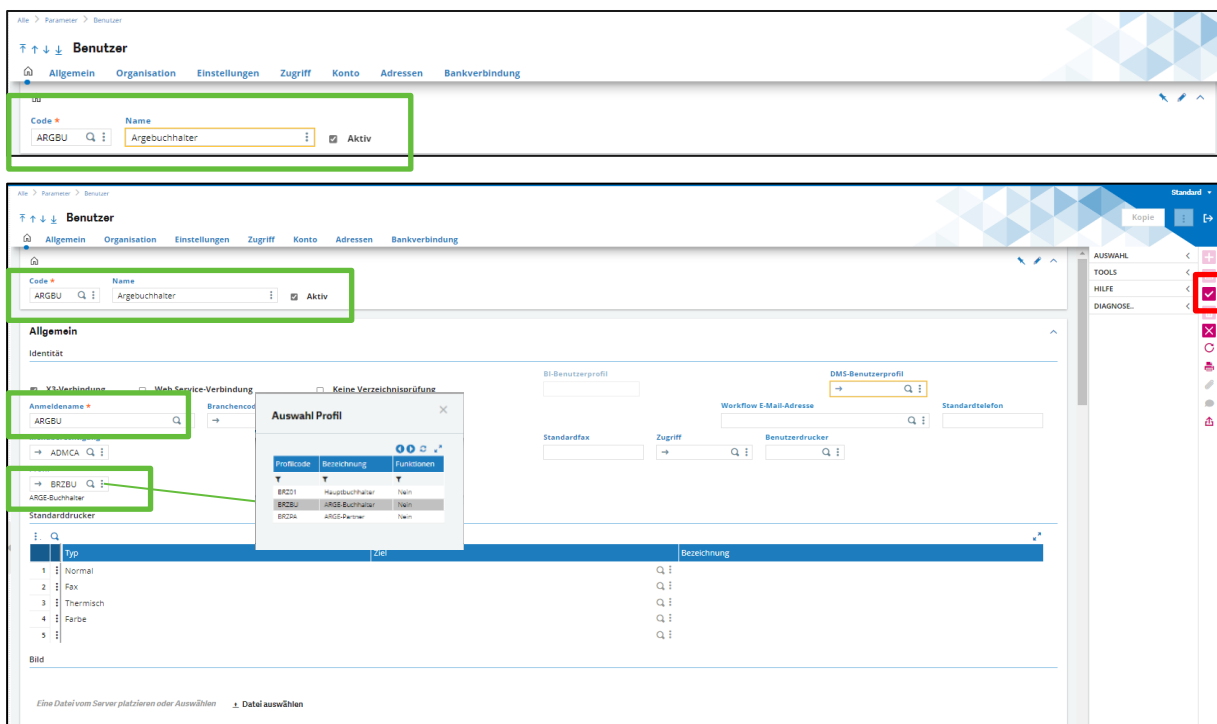 Alle > Parameter > Benutzer
Benutzer
Allgemein Organisation Einstellungen Zugriff Konto Adressen Bankverbindung
Code * Name
ARGBU Argebuchhalter Aktiv
Alle > Parameter > Benutzer
Standard
Benutzer
Kopie
Allgemein Organisation Einstellungen Zugriff Konto Adressen Bankverbindung
AUSWAHL
TOOLS
HILFE
DIAGNOSE..
Code * Name
ARGBU Argebuchhalter Aktiv
Allgemein
Identität
X3-Verbindung Web Service-Verbindung Keine Verzeichnisprüfung
BI-Benutzerprofil DMS-Benutzerprofil
Anmeldename * Branchencod Workflow E-Mail-Adresse Standardtelefon
ARGBU
Standardfax Zugriff Benutzerdrucker
ADMCA
BRZBU
ARGE-Buchhalter
Auswahl Profil
Profilcode Bezeichnung Funktionen
BRZ01 Hauptbuchhalter Nein
BRZBU ARGE-Buchhalter Nein
BRZPA ARGE-Partner Nein
Standarddrucker
Typ Ziel Bezeichnung
1 Normal
2 Fax
3 Thermisch
4 Farbe
5
Bild
Eine Datei vom Server platzieren oder Auswählen Datei auswählen